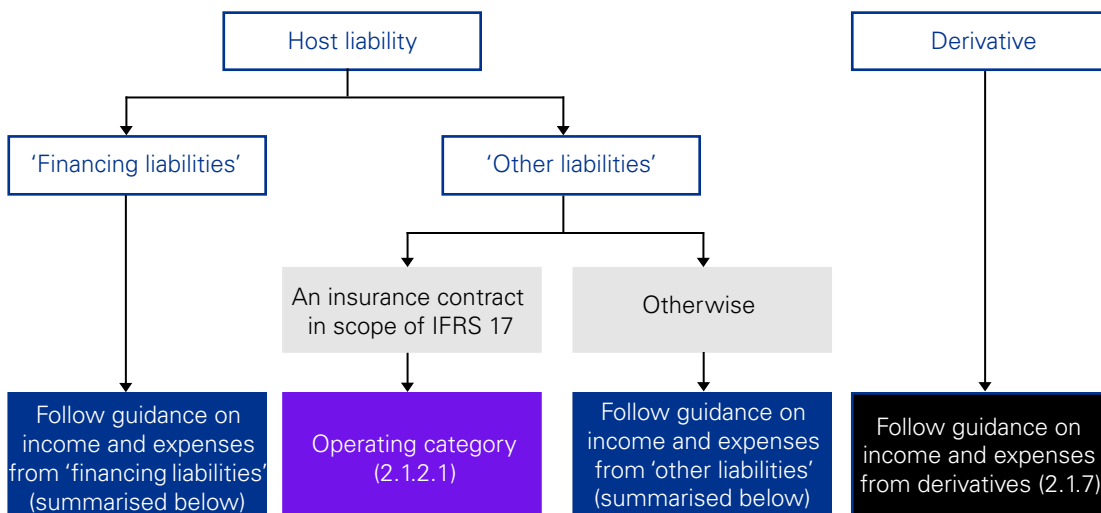 Host liability
Derivative
‘Financing liabilities’
‘Other liabilities’
An insurance contract
in scope of IFRS 17
Otherwise
Follow guidance on
income and expenses
from ‘financing liabilities’
(summarised below)
Operating category
(2.1.2.1)
Follow guidance on
income and expenses
from ‘other liabilities’
(summarised below)
Follow guidance on
income and expenses
from derivatives (2.1.7)